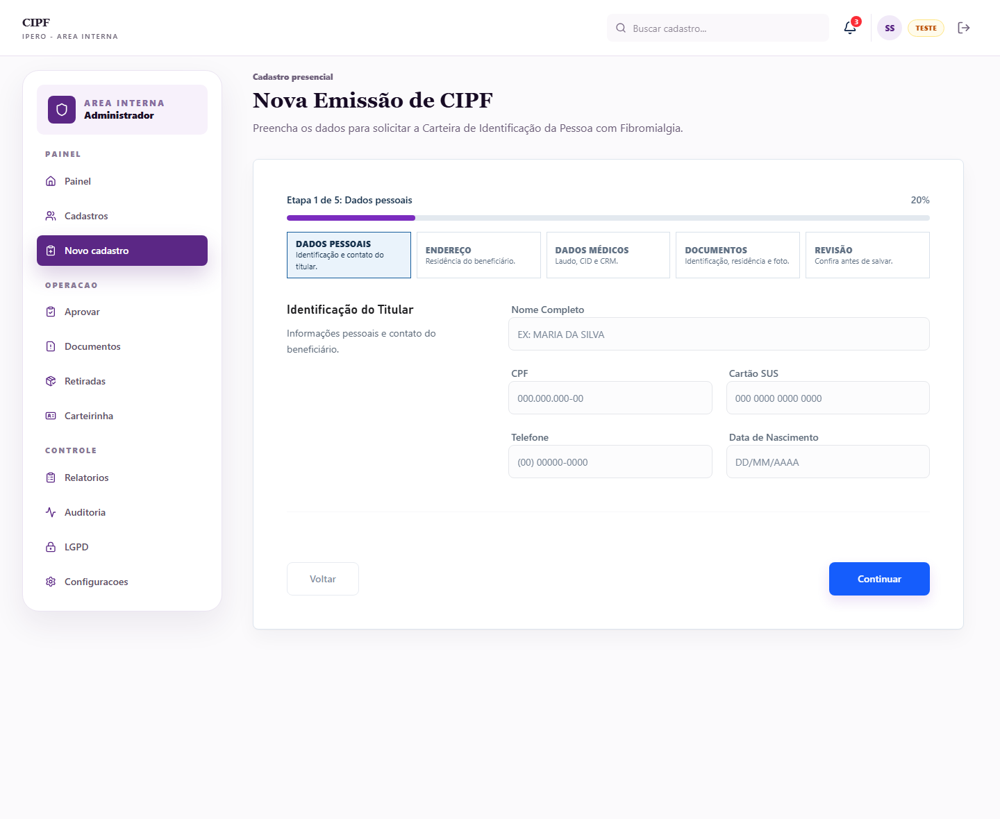 CIPF
IPERO - AREA INTERNA
Buscar cadastro...
3
SS
TESTE
AREA INTERNA
Administrador
PAINEL
Painel
Cadastros
Novo cadastro
OPERACAO
Aprovar
Documentos
Retiradas
Carteirinha
CONTROLE
Relatorios
Auditoria
LGPD
Configuracoes
Cadastro presencial
Nova Emissão de CIPF
Preencha os dados para solicitar a Carteira de Identificação da Pessoa com Fibromialgia.
Etapa 1 de 5: Dados pessoais
20%
DADOS PESSOAIS
Identificação e contato do
titular.
ENDEREÇO
Residência do beneficiário.
DADOS MÉDICOS
Laudo, CID e CRM.
DOCUMENTOS
Identificação, residência e foto.
REVISÃO
Confira antes de salvar.
Identificação do Titular
Informações pessoais e contato do
beneficiário.
Nome Completo
EX: MARIA DA SILVA
CPF
000.000.000-00
Cartão SUS
000 0000 0000 0000
Telefone
(00) 00000-0000
Data de Nascimento
DD/MM/AAAA
Voltar
Continuar